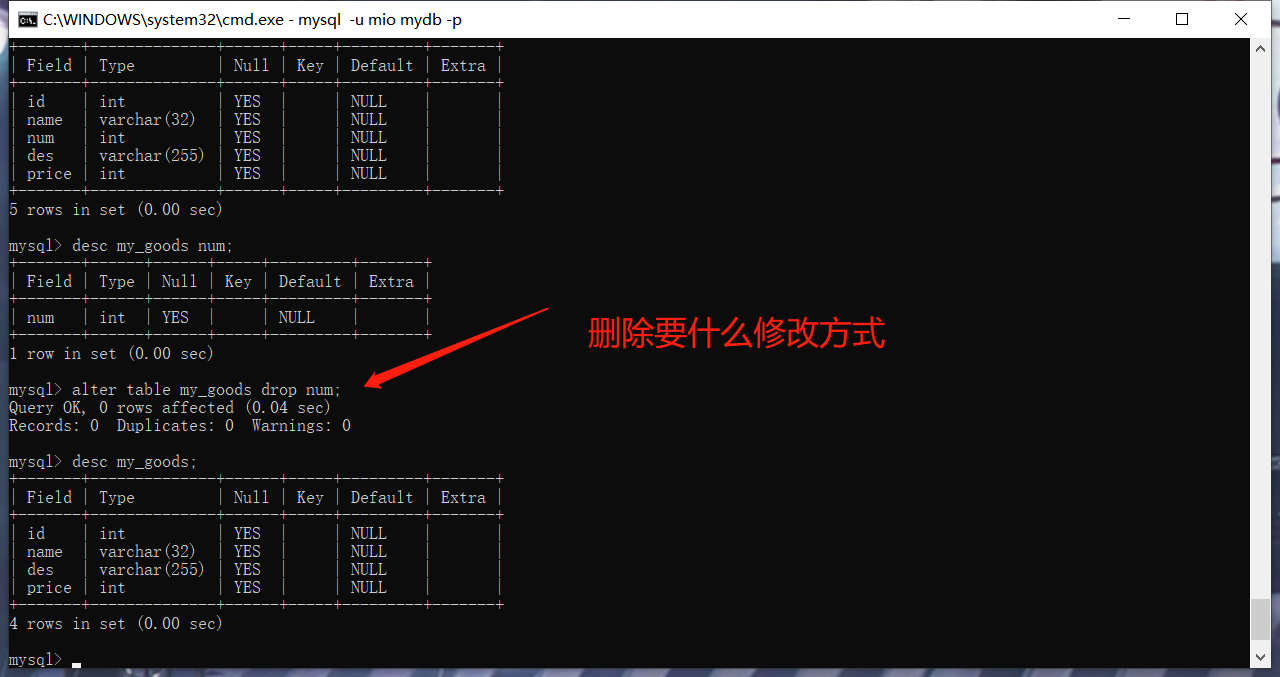 C:\WINDOWS\system32\cmd.exe - mysql  -u mio mydb -p
+-------+--------------+------+-----+---------+-------+
| Field | Type         | Null | Key | Default | Extra |
+-------+--------------+------+-----+---------+-------+
| id    | int          | YES  |     | NULL    |       |
| name  | varchar(32)  | YES  |     | NULL    |       |
| num   | int          | YES  |     | NULL    |       |
| des   | varchar(255) | YES  |     | NULL    |       |
| price | int          | YES  |     | NULL    |       |
+-------+--------------+------+-----+---------+-------+
5 rows in set (0.00 sec)
mysql> desc my_goods num;
+-------+------+------+-----+---------+-------+
| Field | Type | Null | Key | Default | Extra |
+-------+------+------+-----+---------+-------+
| num   | int  | YES  |     | NULL    |       |
+-------+------+------+-----+---------+-------+
1 row in set (0.00 sec)
删除要什么修改方式
mysql> alter table my_goods drop num;
Query OK, 0 rows affected (0.04 sec)
Records: 0  Duplicates: 0  Warnings: 0
mysql> desc my_goods;
+-------+--------------+------+-----+---------+-------+
| Field | Type         | Null | Key | Default | Extra |
+-------+--------------+------+-----+---------+-------+
| id    | int          | YES  |     | NULL    |       |
| name  | varchar(32)  | YES  |     | NULL    |       |
| des   | varchar(255) | YES  |     | NULL    |       |
| price | int          | YES  |     | NULL    |       |
+-------+--------------+------+-----+---------+-------+
4 rows in set (0.00 sec)
mysql>